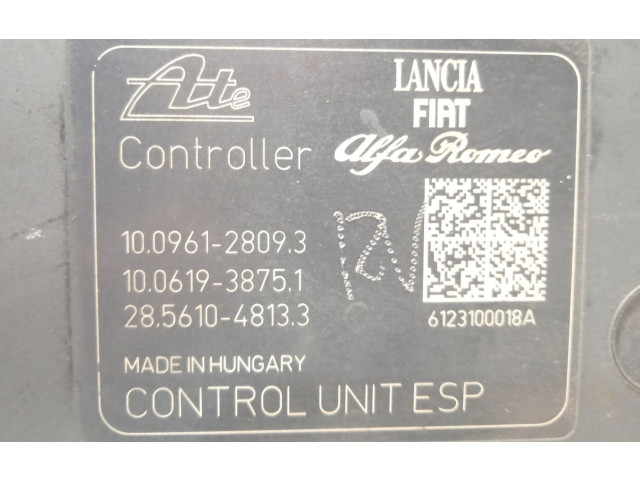 Ate
LANCIA
FIAT
Alfa Romeo
Controller
10.0961-2809.3
10.0619-3875.1
28.5610-4813.3
6123100018A
MADE IN HUNGARY
CONTROL UNIT ESP